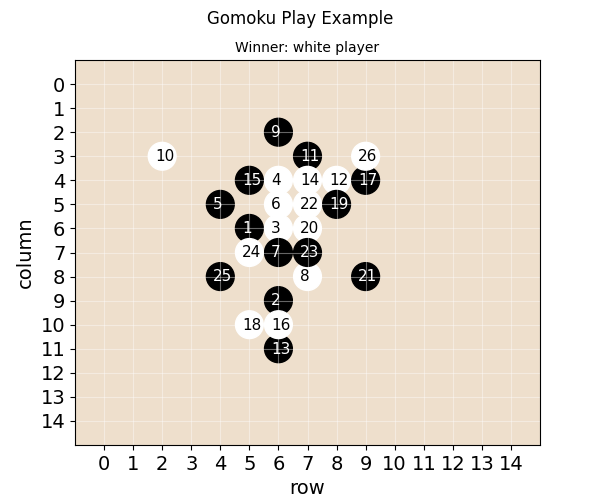 Gomoku Play Example
Winner: white player
0
1
2 9
3 10 11 26
4 15 4 14 12 17
5 5 6 22 19
6 1 3 20
7 24 7 23
8 25 8 21
9 2
10 18 16
11 13
12
13
14
column
0 1 2 3 4 5 6 7 8 9 10 11 12 13 14
row